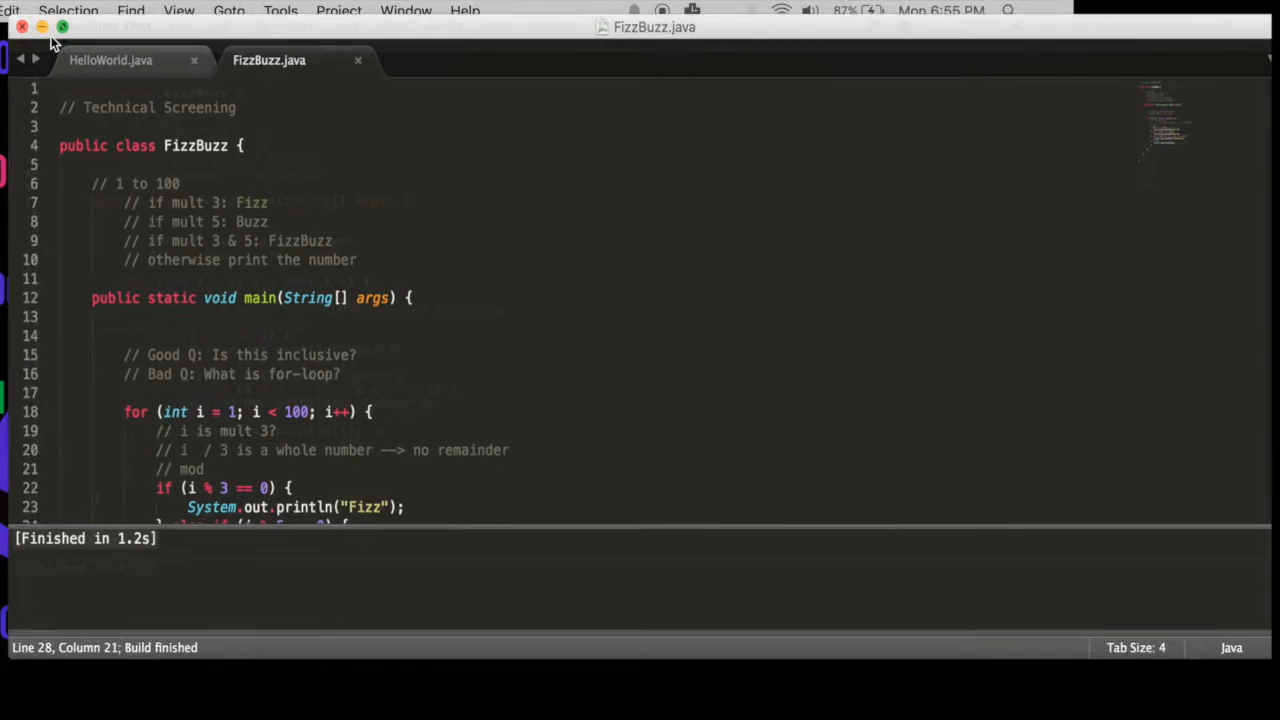 Edit Selection Find View Goto Tools Project Window Help 87% Mon 6:55 PM
FizzBuzz.java
HelloWorld.java FizzBuzz.java
1
2 // Technical Screening
3
4 public class FizzBuzz {
5
6 // 1 to 100
7 // if mult 3: Fizz
8 // if mult 5: Buzz
9 // if mult 3 & 5: FizzBuzz
10 // otherwise print the number
11
12 public static void main(String[] args) {
13
14
15 // Good Q: Is this inclusive?
16 // Bad Q: What is for-loop?
17
18 for (int i = 1; i < 100; i++) {
19 // i is mult 3?
20 // i / 3 is a whole number --> no remainder
21 // mod
22 if (i % 3 == 0) {
23 System.out.println("Fizz");
24 } else if (i % 5 == 0) {
[Finished in 1.2s]
Line 28, Column 21; Build finished Tab Size: 4 Java